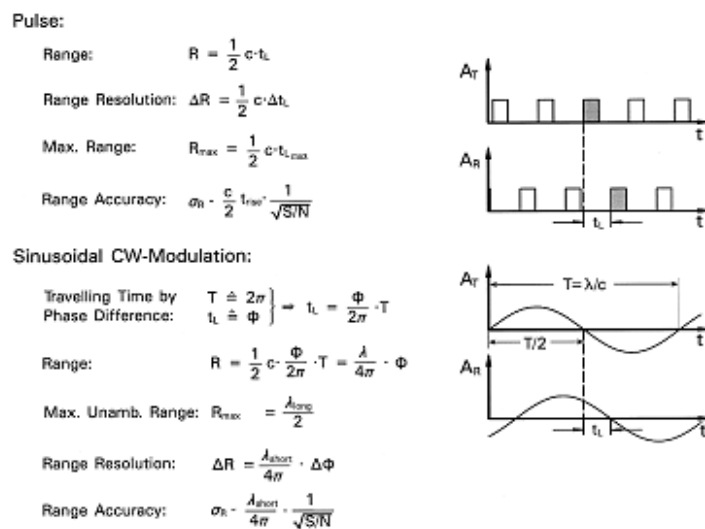 Pulse:
Range: R = 1/2 c·t_L
Range Resolution: ΔR = 1/2 c·Δt_L
Max. Range: R_max = 1/2 c·t_L_max
Range Accuracy: σ_R - c/2 t_rise · 1/√S/N
A_T
t
A_R
t
t_L
Sinusoidal CW-Modulation:
Travelling Time by T ≙ 2π
Phase Difference: t_L ≙ Φ } ⇒ t_L = Φ/2π · T
Range: R = 1/2 c · Φ/2π · T = λ/4π · Φ
Max. Unamb. Range: R_max = λ_long/2
Range Resolution: ΔR = λ_short/4π · ΔΦ
Range Accuracy: σ_R - λ_short/4π · 1/√S/N
A_T
T=λ/c
t
T/2
A_R
t
t_L